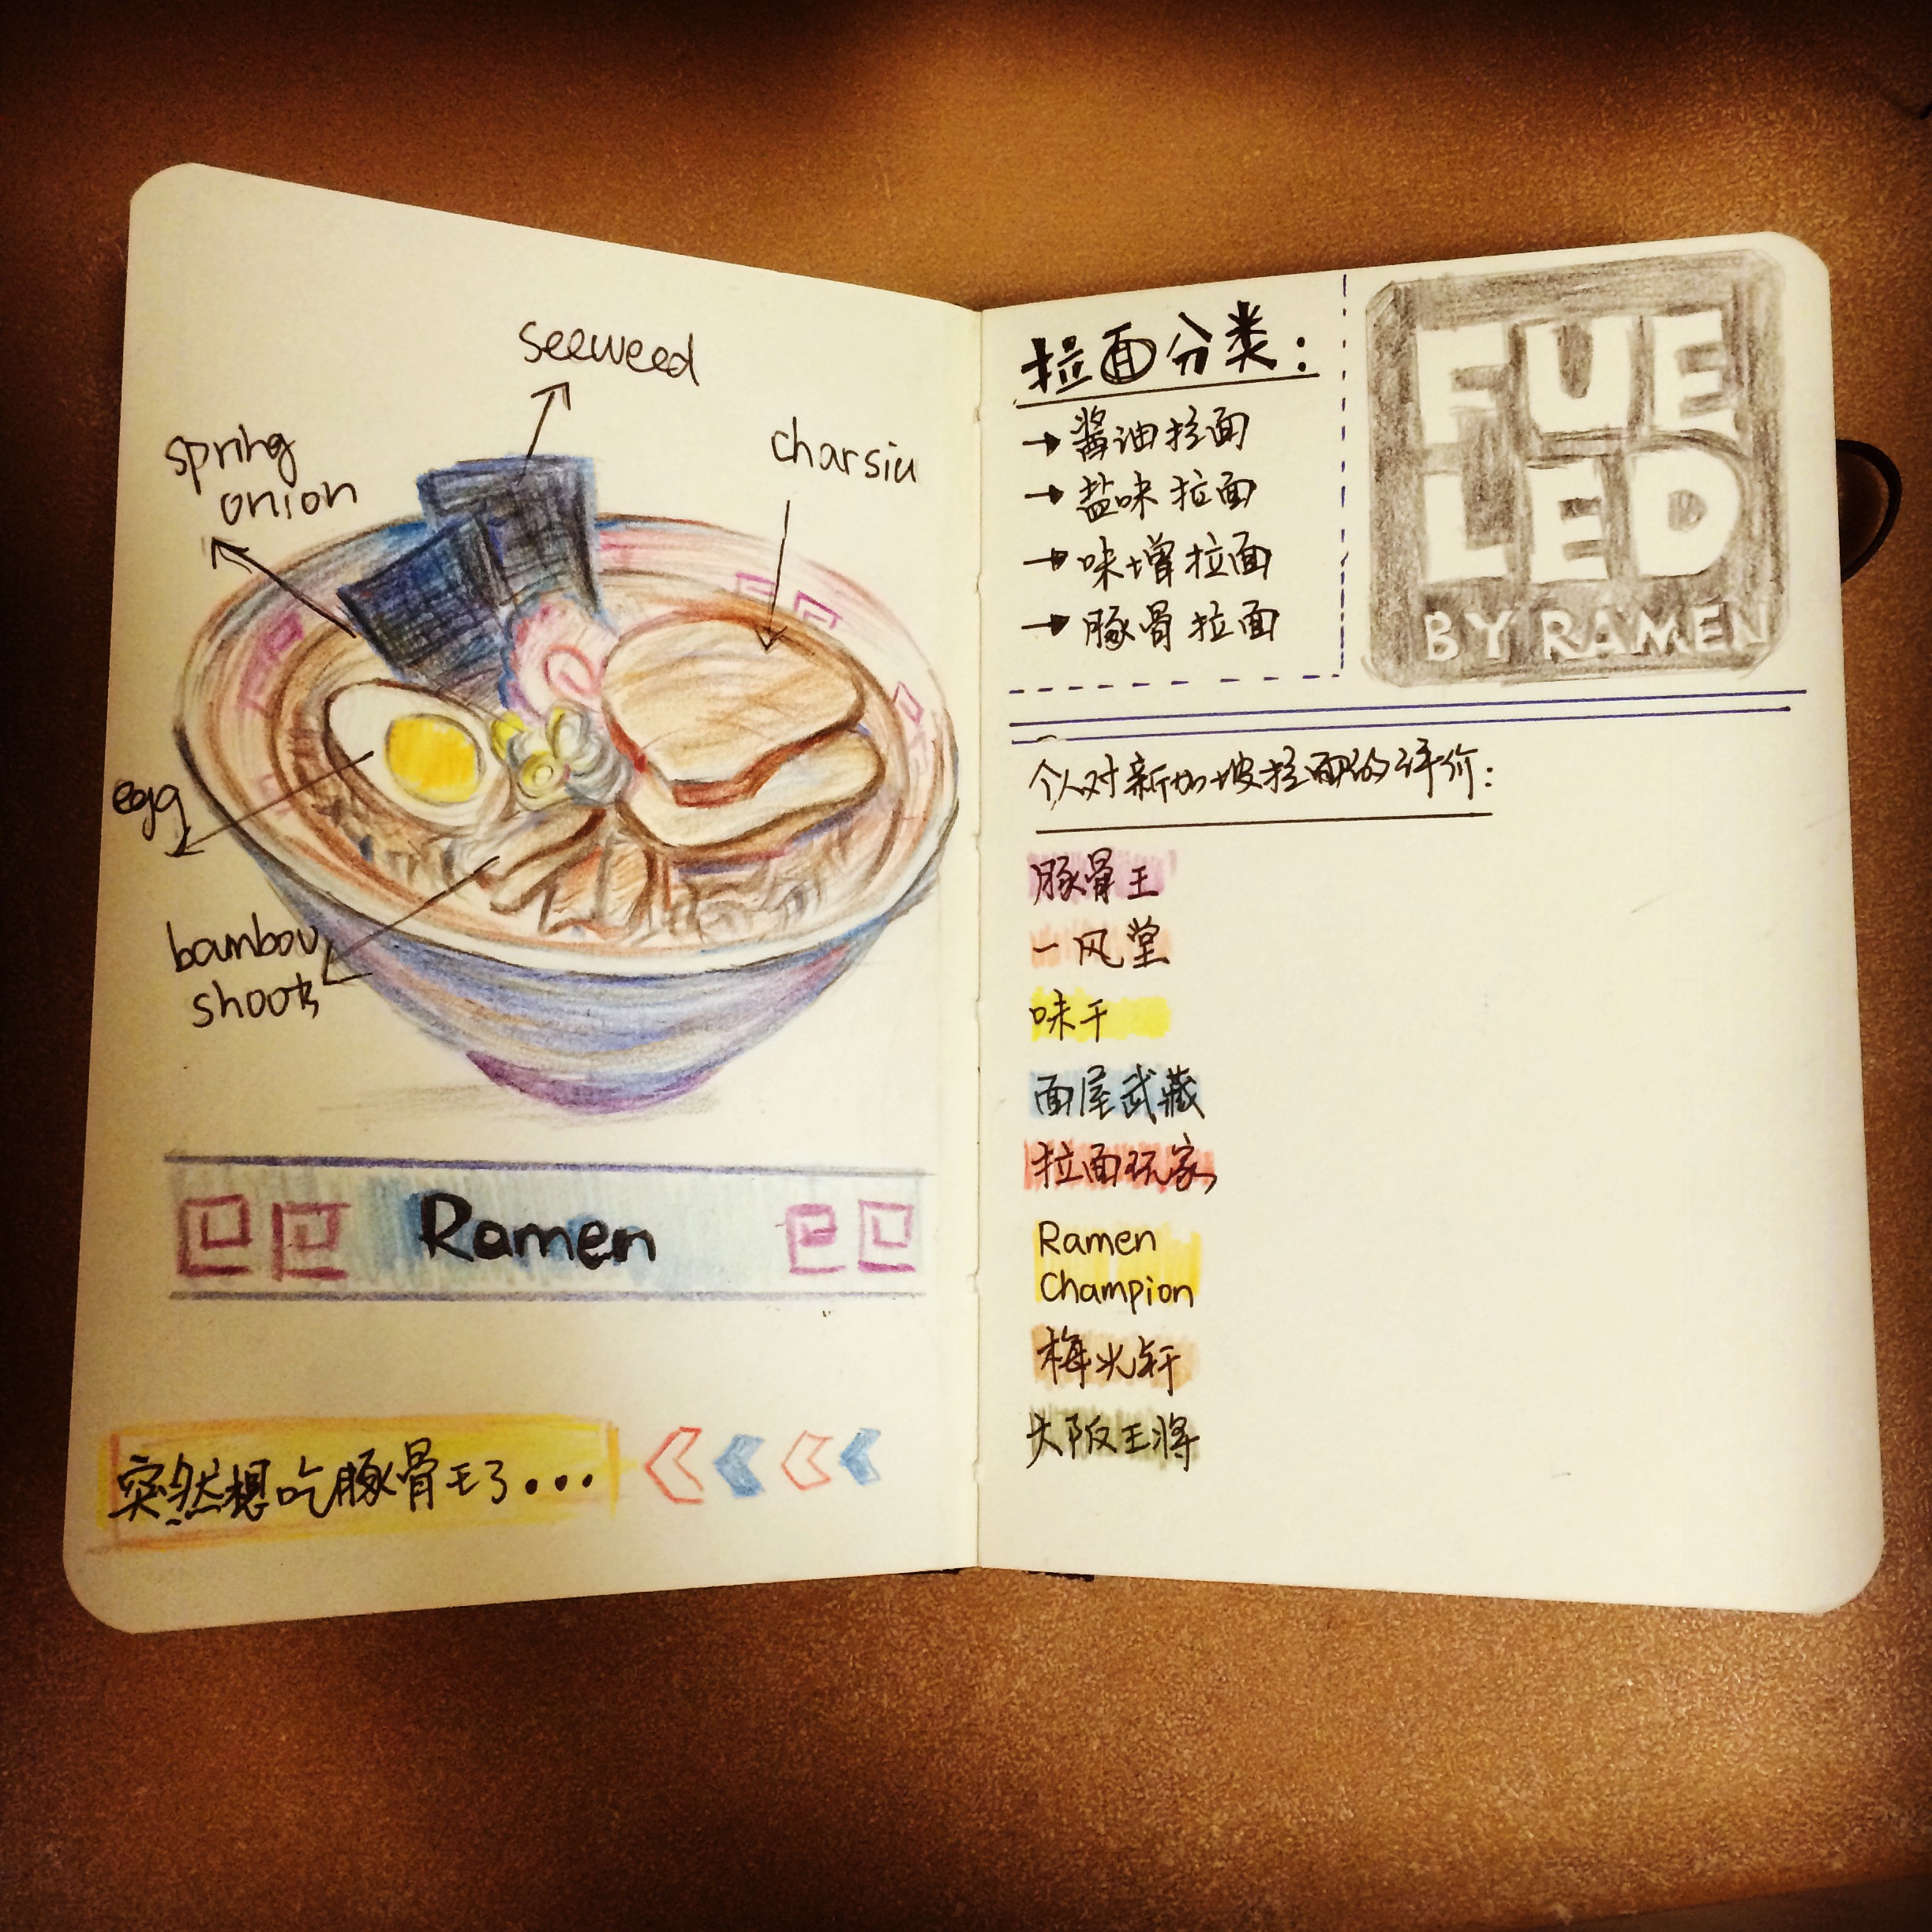 seeweed
spring
onion
charsiu
egg
bambou
shoots
Ramen
突然想吃豚骨王了...
拉面分类:
→ 酱油拉面
→ 盐味拉面
→ 味增拉面
→ 豚骨拉面
FUE
LED
BY RAMEN
个人对新加坡拉面的评价:
豚骨王
一风堂
味千
面屋武藏
拉面玩家
Ramen
Champion
梅光轩
大阪王将